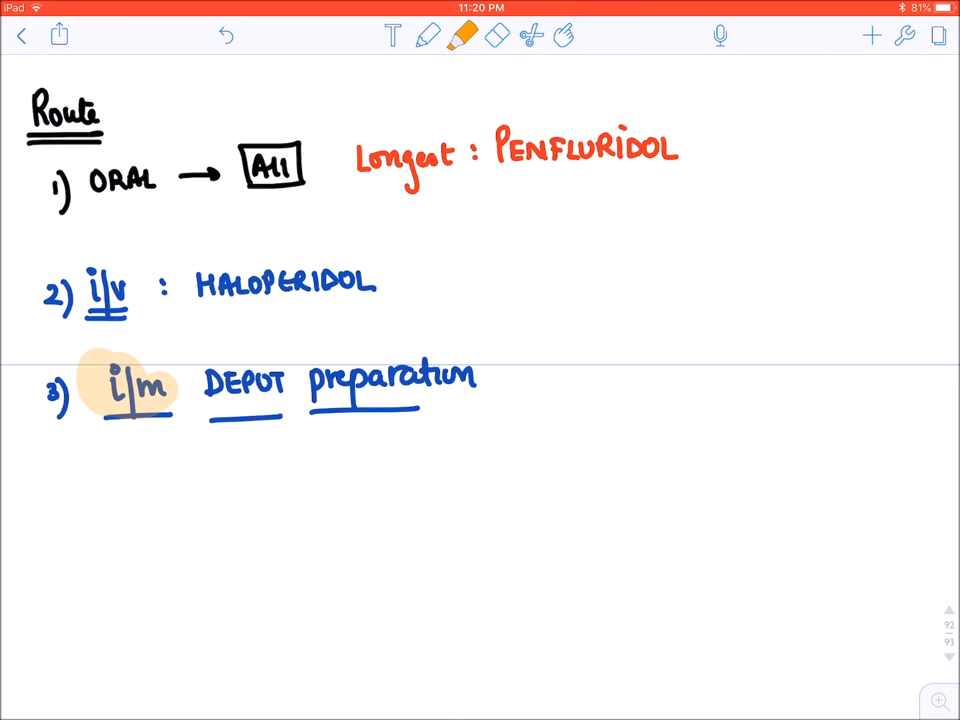 iPad 11:20 PM 81%
T
Route
1) ORAL → All Longest : PENFLURIDOL
2) i/v : HALOPERIDOL
3) i/m DEPOT preparation
92
93